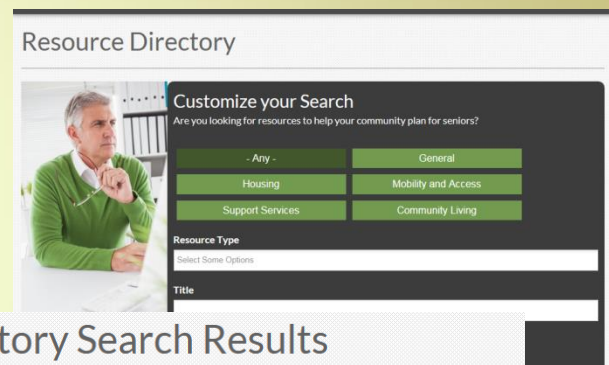 Resource Directory
Customize your Search
Are you looking for resources to help your community plan for seniors?
- Any -
General
Housing
Mobility and Access
Support Services
Community Living
Resource Type
Select Some Options
Title
tory Search Results